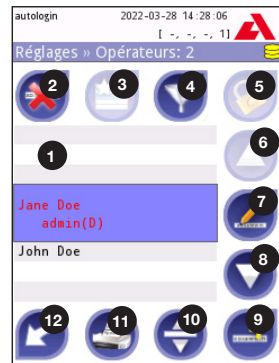 autologin 2022-03-28 14:28:06
[ -, -, -, 1]
Réglages » Opérateurs: 2
2
3
4
5
1
6
Jane Doe
admin(D)
7
John Doe
8
12
11
10
9